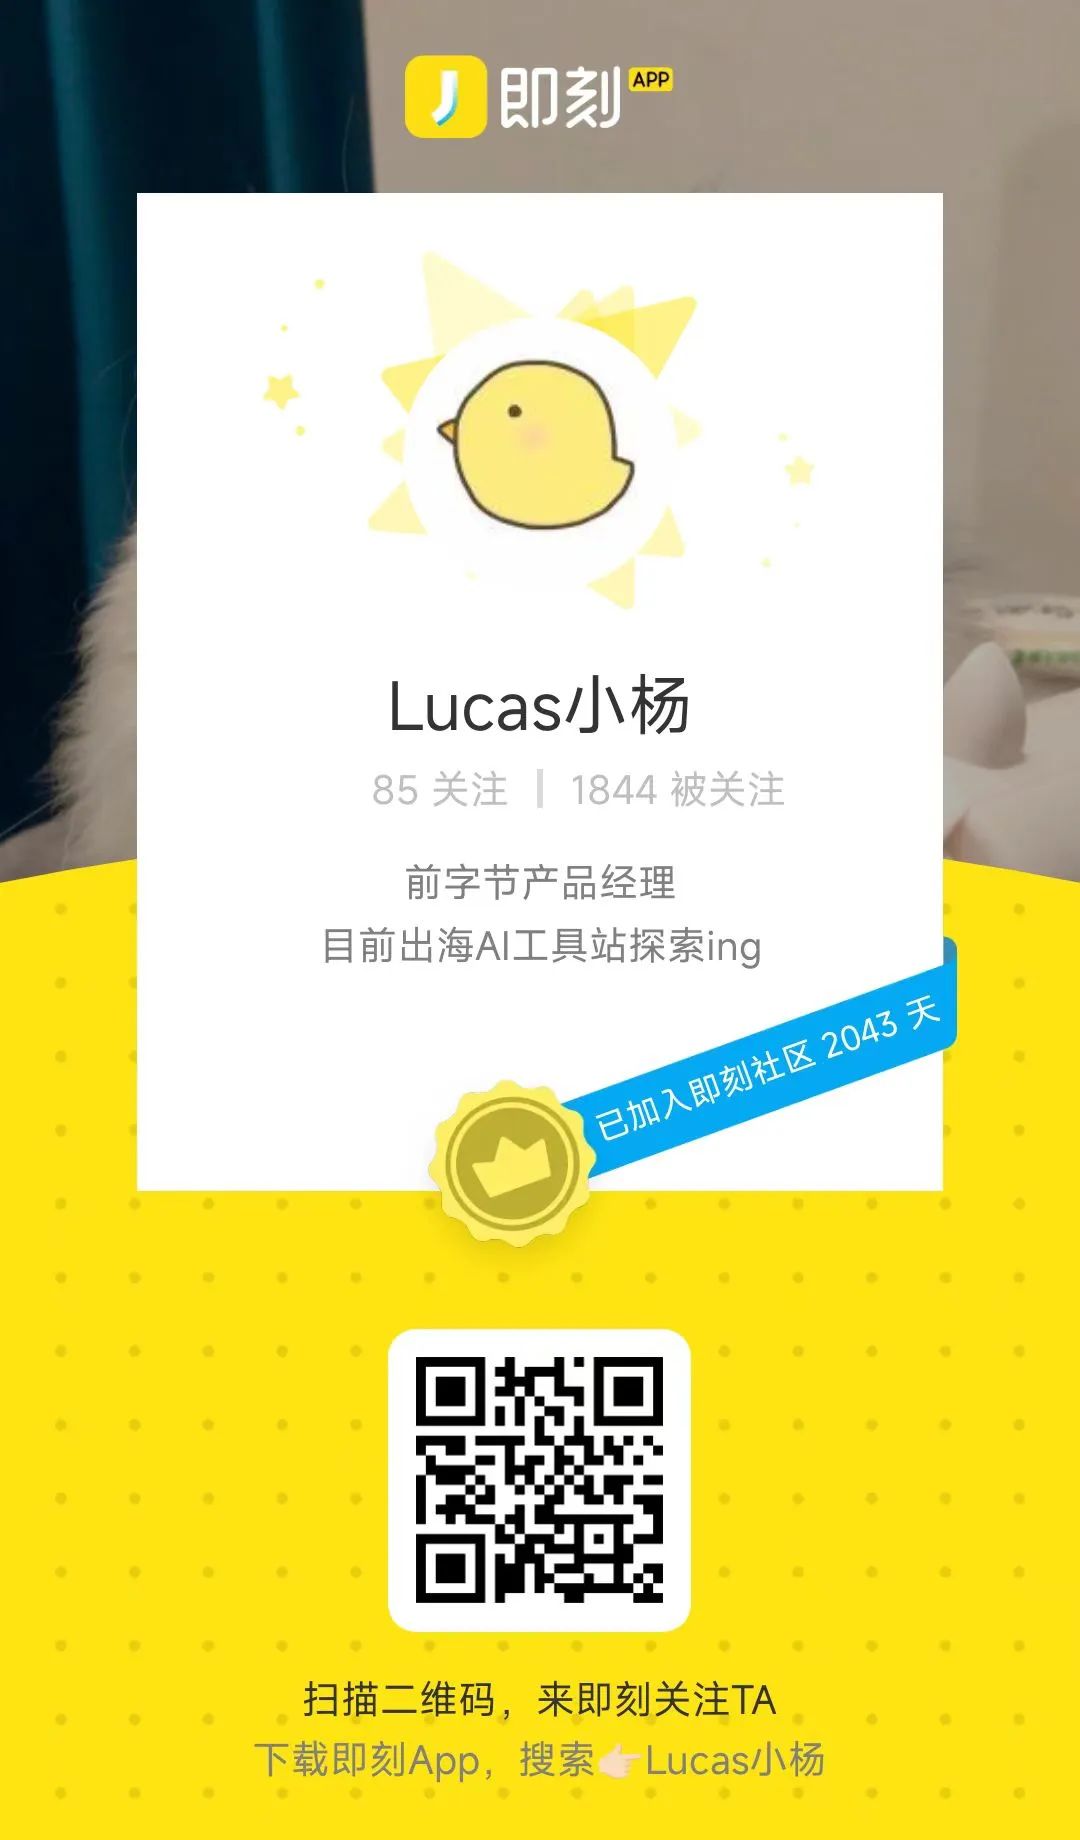 即刻APP
Lucas小杨
85 关注 | 1844 被关注
前字节产品经理
目前出海AI工具站探索ing
已加入即刻社区 2043 天
扫描二维码，来即刻关注TA
下载即刻App，搜索👉🏻Lucas小杨